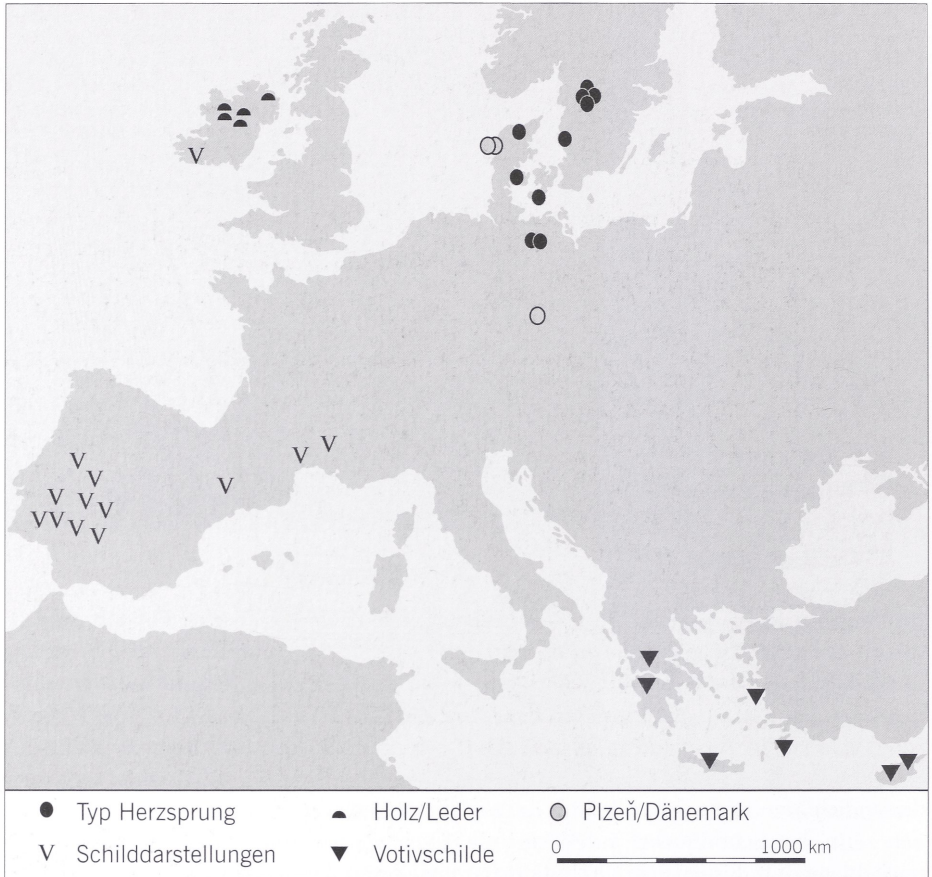 Typ Herzsprung
Holz/Leder
Plzeň/Dänemark
V Schilddarstellungen
Votivschilde
0 1000 km